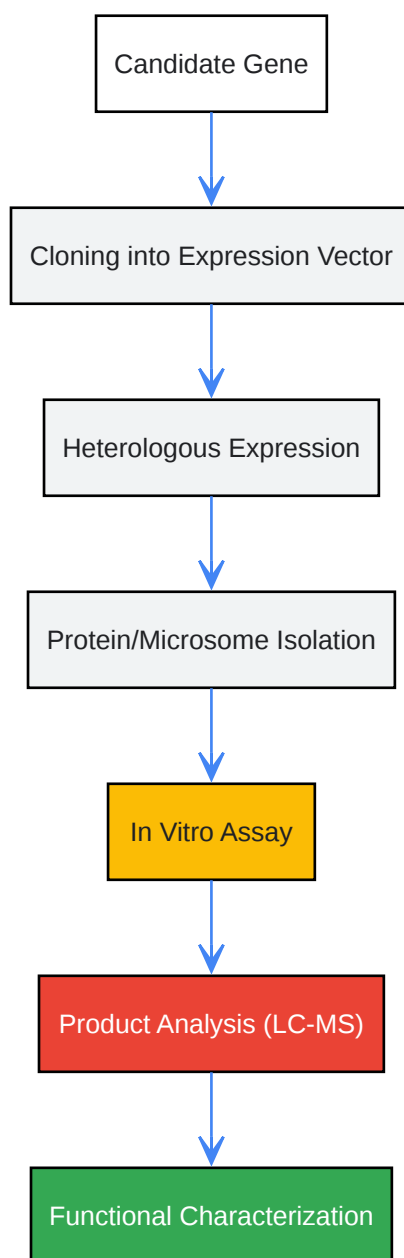 Candidate Gene
Cloning into Expression Vector
Heterologous Expression
Protein/Microsome Isolation
In Vitro Assay
Product Analysis (LC-MS)
Functional Characterization